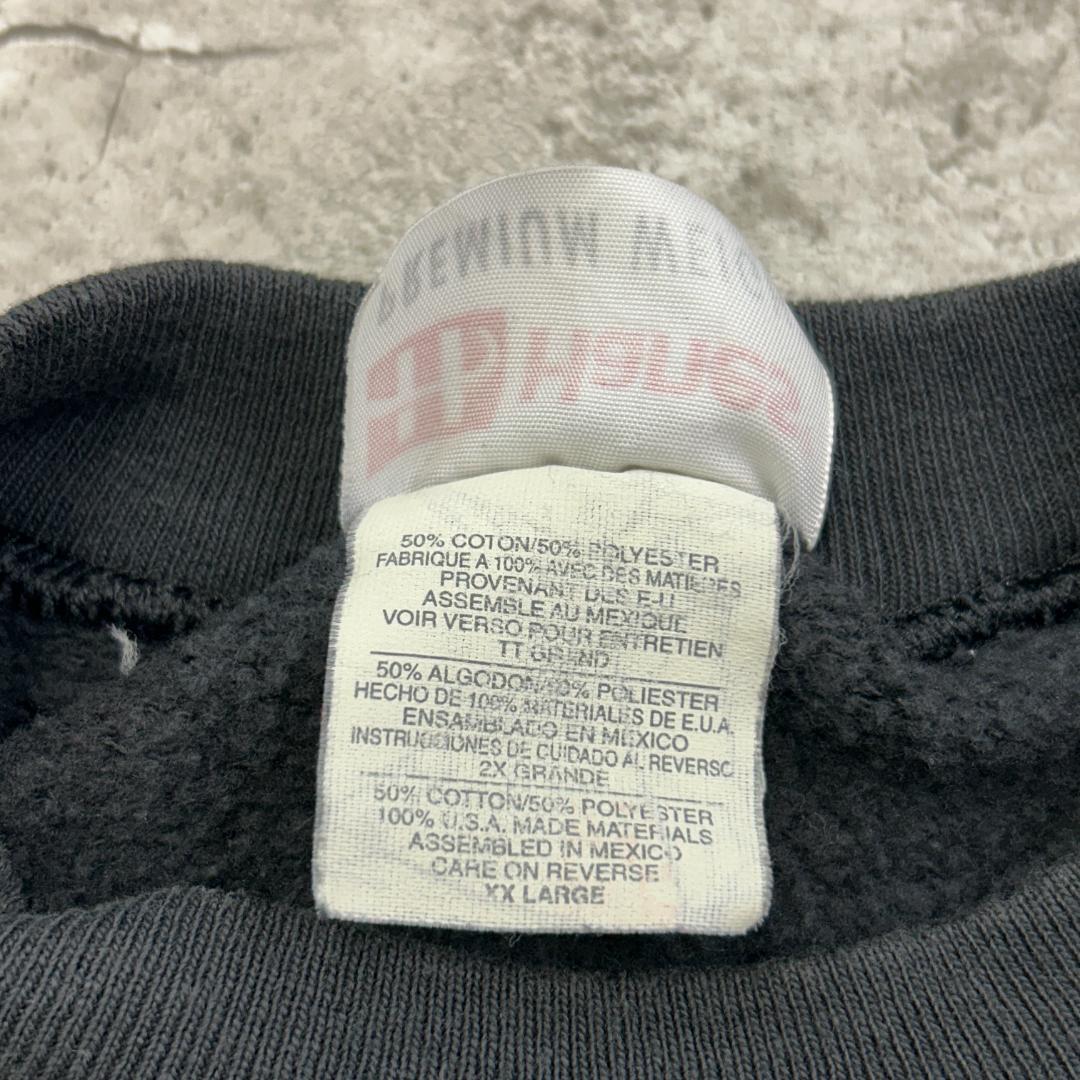 Hanes
50% COTON/50% POLYESTER
FABRIQUE A 100% AVEC DES MATIERES
PROVENANT DES E-U
ASSEMBLE AU MEXIQUE
VOIR VERSO POUR ENTRETIEN
TT GRAND
50% ALGODON/50% POLIESTER
HECHO DE 100% MATERIALES DE E.U.A.
ENSAMBLADO EN MEXICO
INSTRUCCIONES DE CUIDADO AL REVERSO
2X GRANDE
50% COTTON/50% POLYESTER
100% U.S.A. MADE MATERIALS
ASSEMBLED IN MEXICO
CARE ON REVERSE
XX LARGE